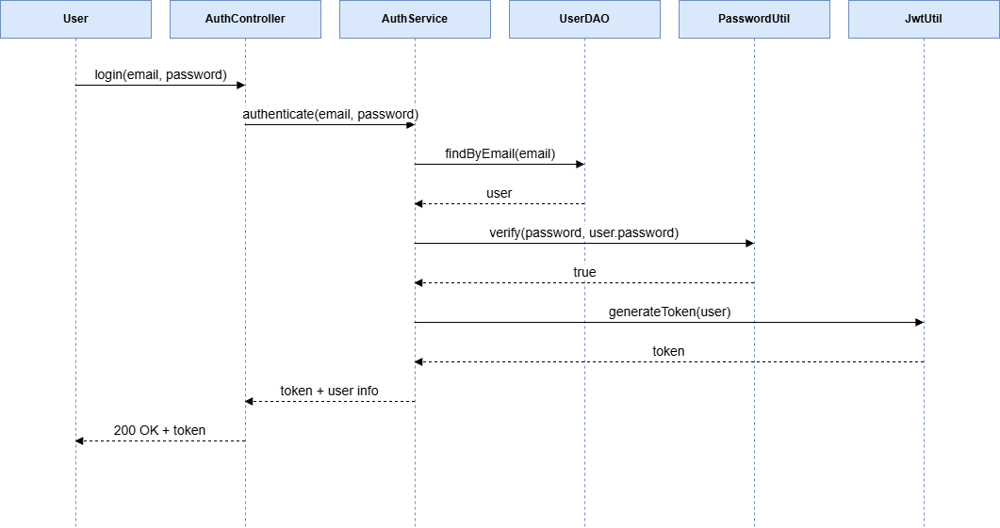 User
AuthController
AuthService
UserDAO
PasswordUtil
JwtUtil
login(email, password)
authenticate(email, password)
findByEmail(email)
user
verify(password, user.password)
true
generateToken(user)
token
token + user info
200 OK + token